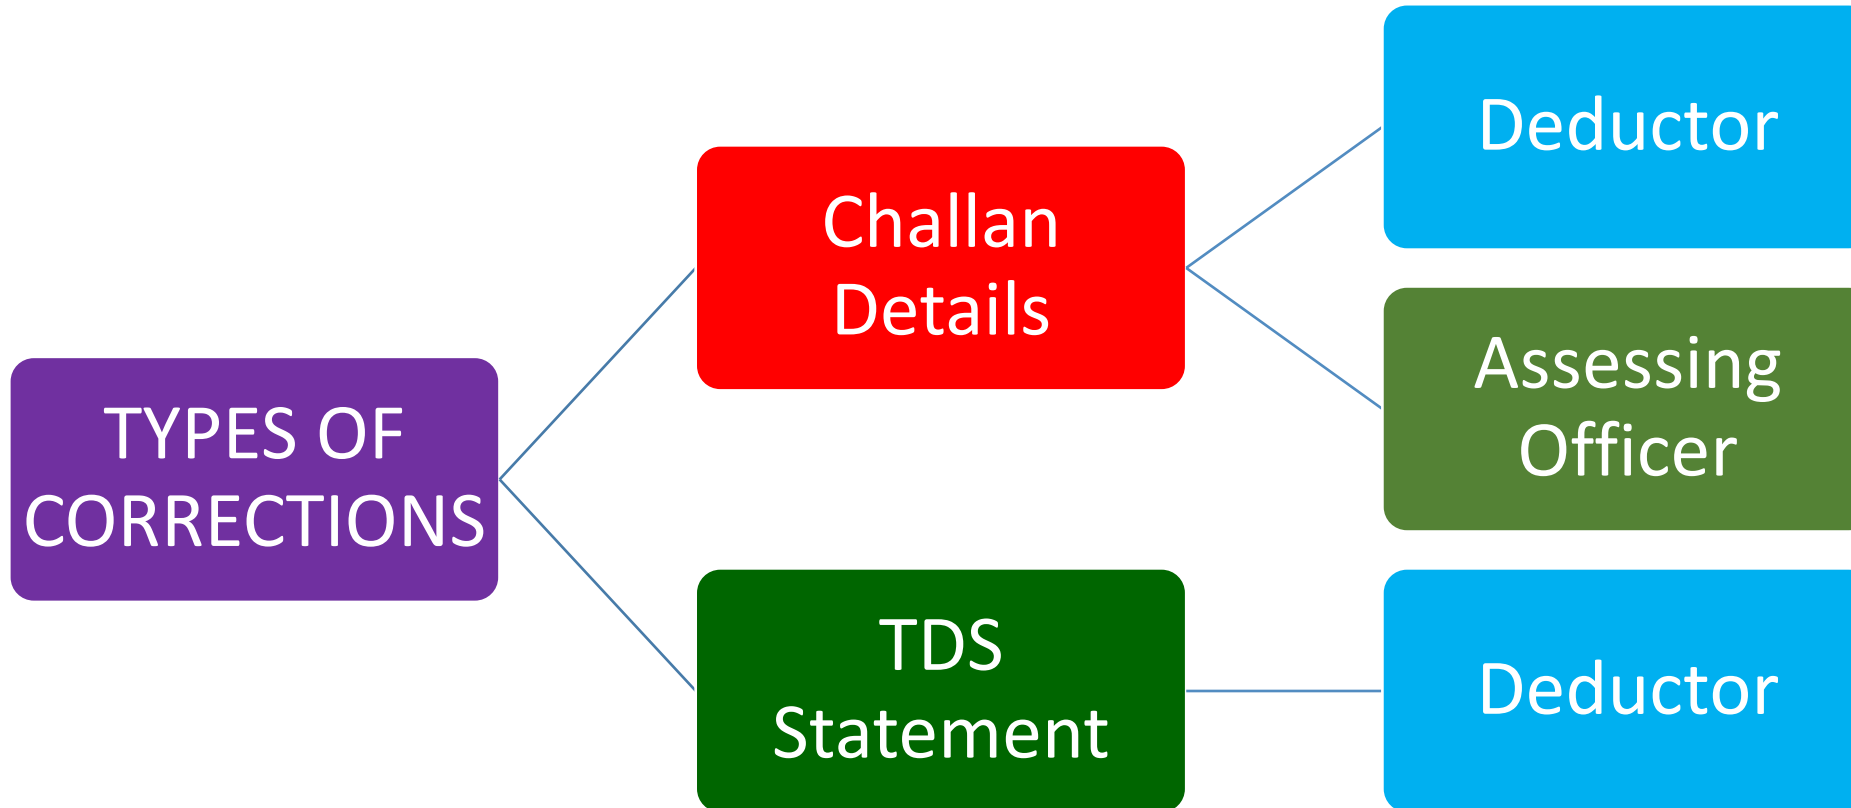 TYPES OF
CORRECTIONS
Challan
Details
Deductor
Assessing
Officer
TDS
Statement
Deductor